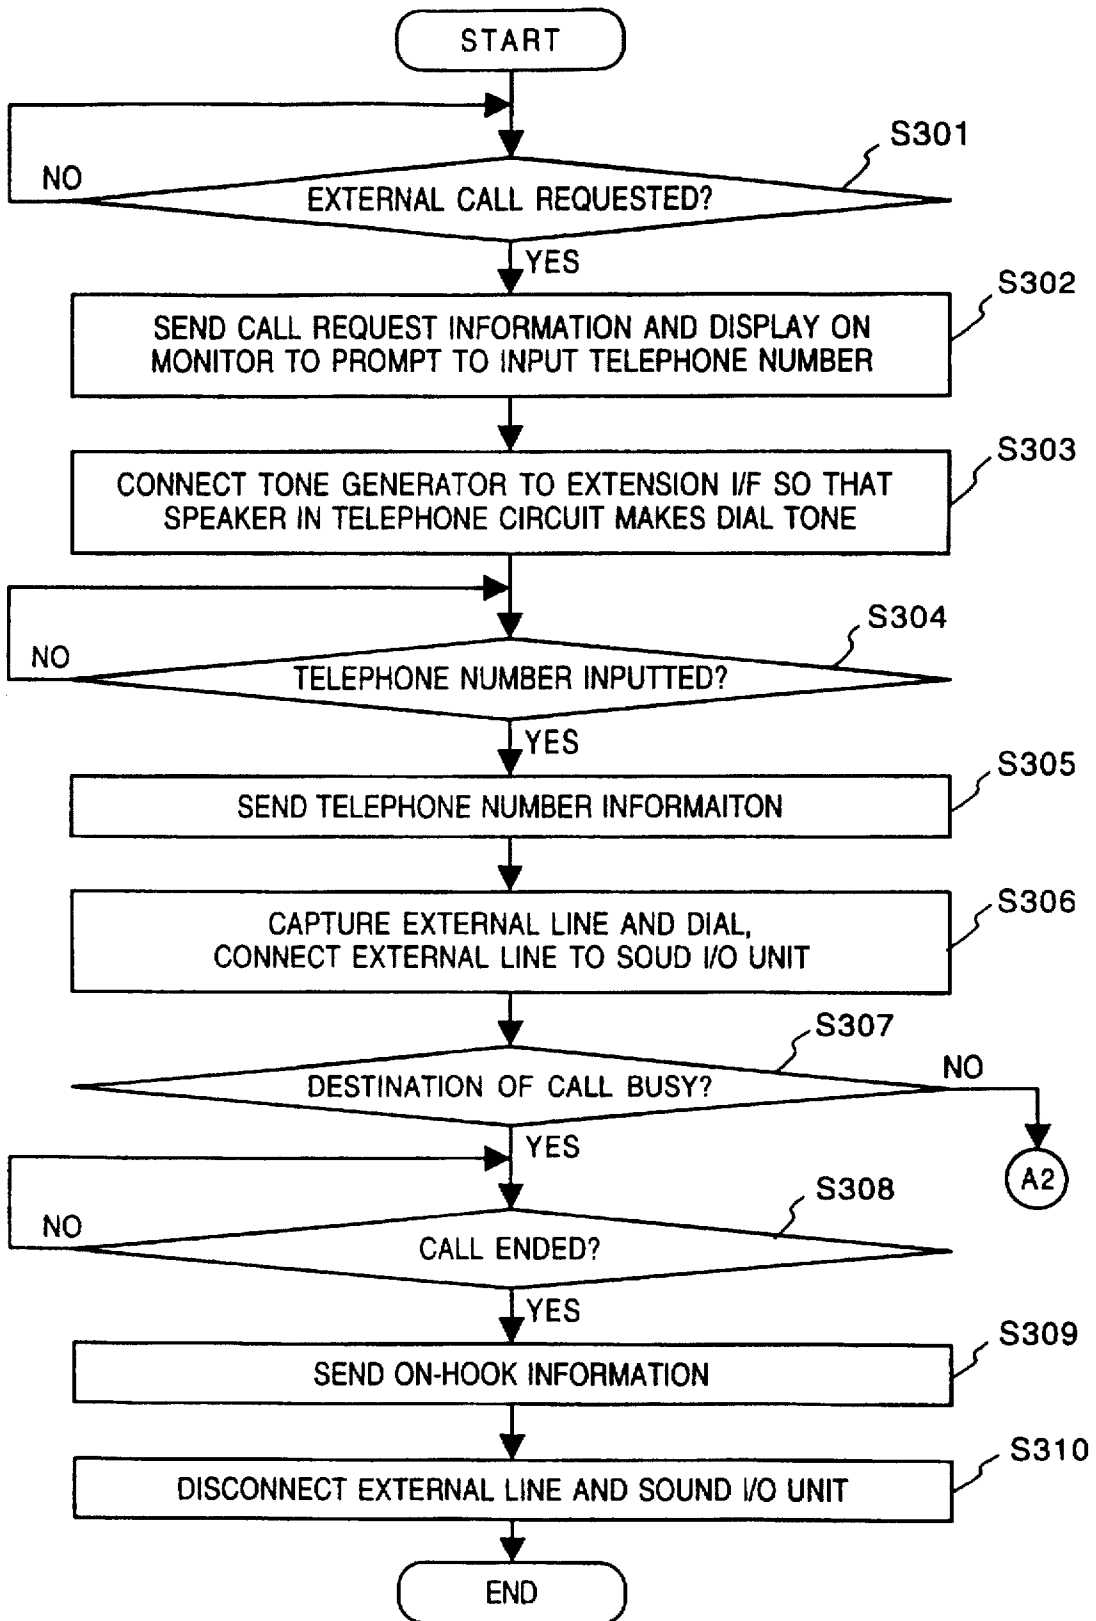 START
S301
NO
EXTERNAL CALL REQUESTED?
YES
S302
SEND CALL REQUEST INFORMATION AND DISPLAY ON
MONITOR TO PROMPT TO INPUT TELEPHONE NUMBER
S303
CONNECT TONE GENERATOR TO EXTENSION I/F SO THAT
SPEAKER IN TELEPHONE CIRCUIT MAKES DIAL TONE
S304
NO
TELEPHONE NUMBER INPUTTED?
YES
S305
SEND TELEPHONE NUMBER INFORMAITON
S306
CAPTURE EXTERNAL LINE AND DIAL,
CONNECT EXTERNAL LINE TO SOUD I/O UNIT
S307
DESTINATION OF CALL BUSY?
NO
YES
A2
S308
NO
CALL ENDED?
YES
S309
SEND ON-HOOK INFORMATION
S310
DISCONNECT EXTERNAL LINE AND SOUND I/O UNIT
END